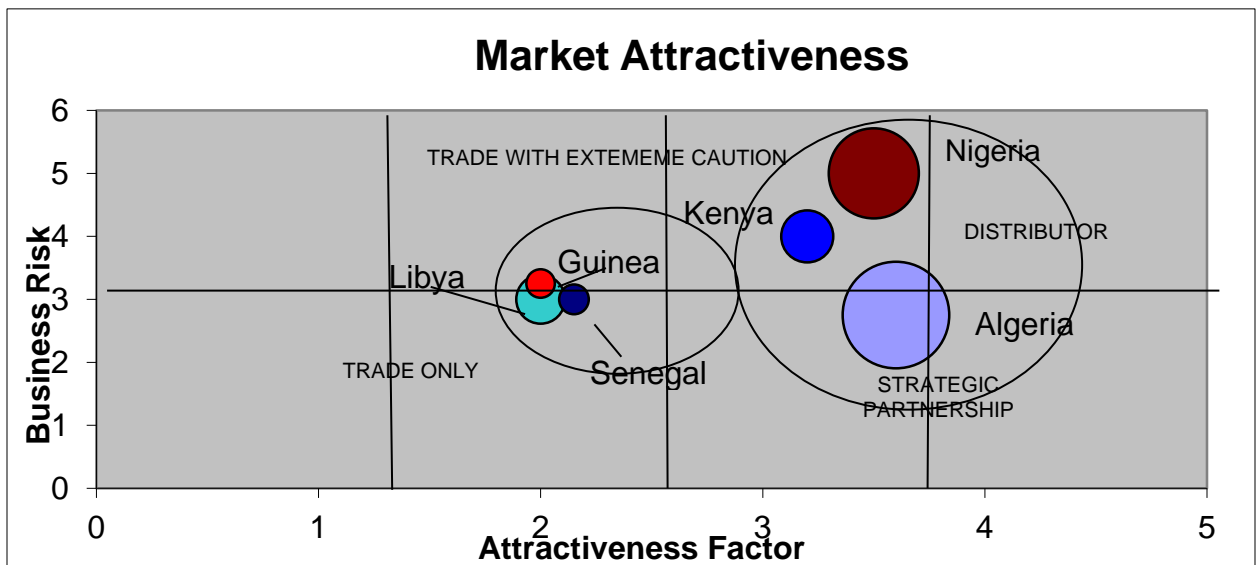 Market Attractiveness
6
TRADE WITH EXTEMEME CAUTION
Nigeria
5
Kenya
DISTRIBUTOR
4
Guinea
Libya
3
Algeria
TRADE ONLY
2
Senegal
STRATEGIC
PARTNERSHIP
1
0
Business Risk
0 1 2 3 4 5
Attractiveness Factor